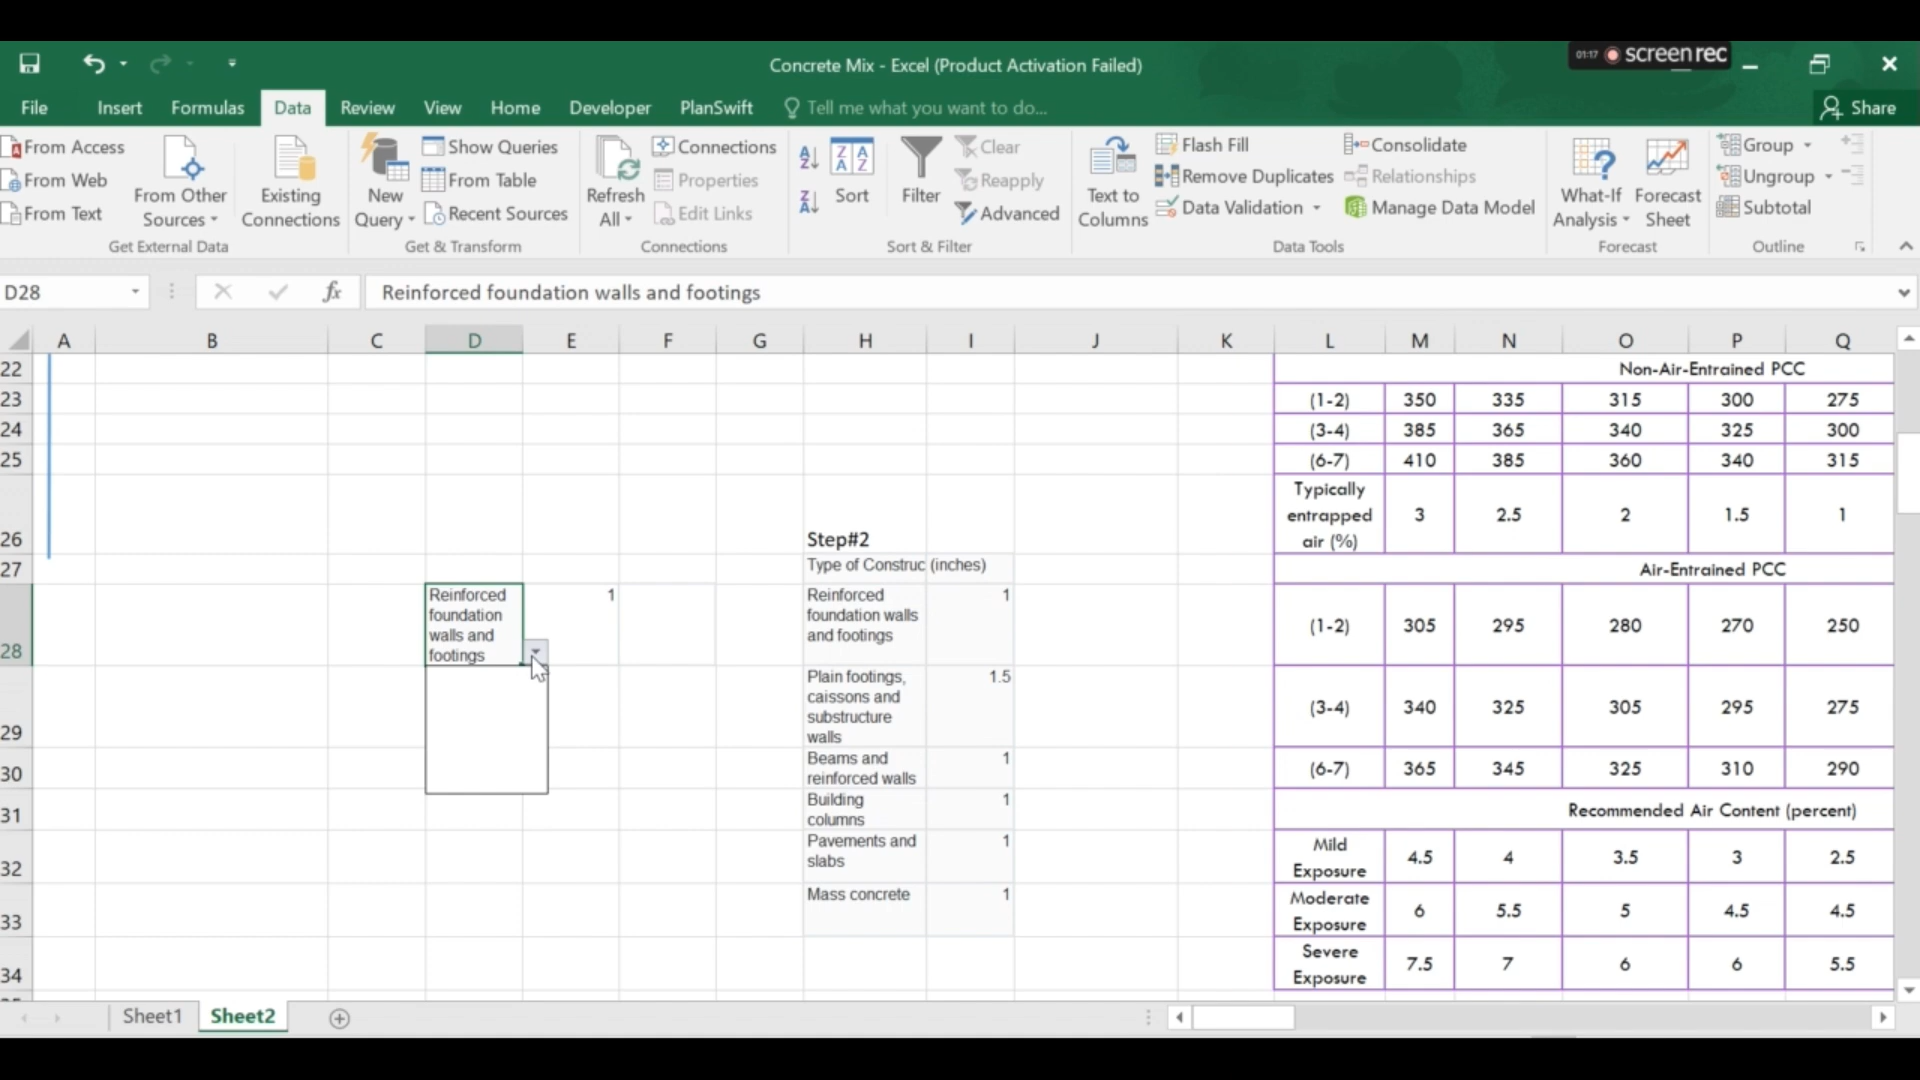 Concrete Mix - Excel (Product Activation Failed)
01:17 screenrec
File Insert Formulas Data Review View Home Developer PlanSwift Tell me what you want to do... Share
From Access
From Web
From Text
From Other
Sources
Existing
Connections
Get External Data
New
Query
Show Queries
From Table
Recent Sources
Get & Transform
Refresh
All
Connections
Properties
Edit Links
Connections
Sort
Filter
Clear
Reapply
Advanced
Sort & Filter
Text to
Columns
Flash Fill
Remove Duplicates
Data Validation
Consolidate
Relationships
Manage Data Model
Data Tools
What-If
Analysis
Forecast
Sheet
Forecast
Group
Ungroup
Subtotal
Outline
D28 fx Reinforced foundation walls and footings
A B C D E F G H I J K L M N O P Q
22 Non-Air-Entrained PCC
23 (1-2) 350 335 315 300 275
24 (3-4) 385 365 340 325 300
25 (6-7) 410 385 360 340 315
Typically
entrapped
air (%)
3 2.5 2 1.5 1
26 Step#2
27 Type of Construc (inches) Air-Entrained PCC
Reinforced
foundation
walls and
footings
1
Reinforced
foundation walls
and footings
1
28 (1-2) 305 295 280 270 250
Plain footings,
caissons and
substructure
walls
1.5
29 (3-4) 340 325 305 295 275
Beams and
reinforced walls
1
30 (6-7) 365 345 325 310 290
Building
columns
1
31 Recommended Air Content (percent)
Pavements and
slabs
1
32
Mild
Exposure
4.5 4 3.5 3 2.5
Mass concrete 1
33
Moderate
Exposure
6 5.5 5 4.5 4.5
34
Severe
Exposure
7.5 7 6 6 5.5
Sheet1 Sheet2